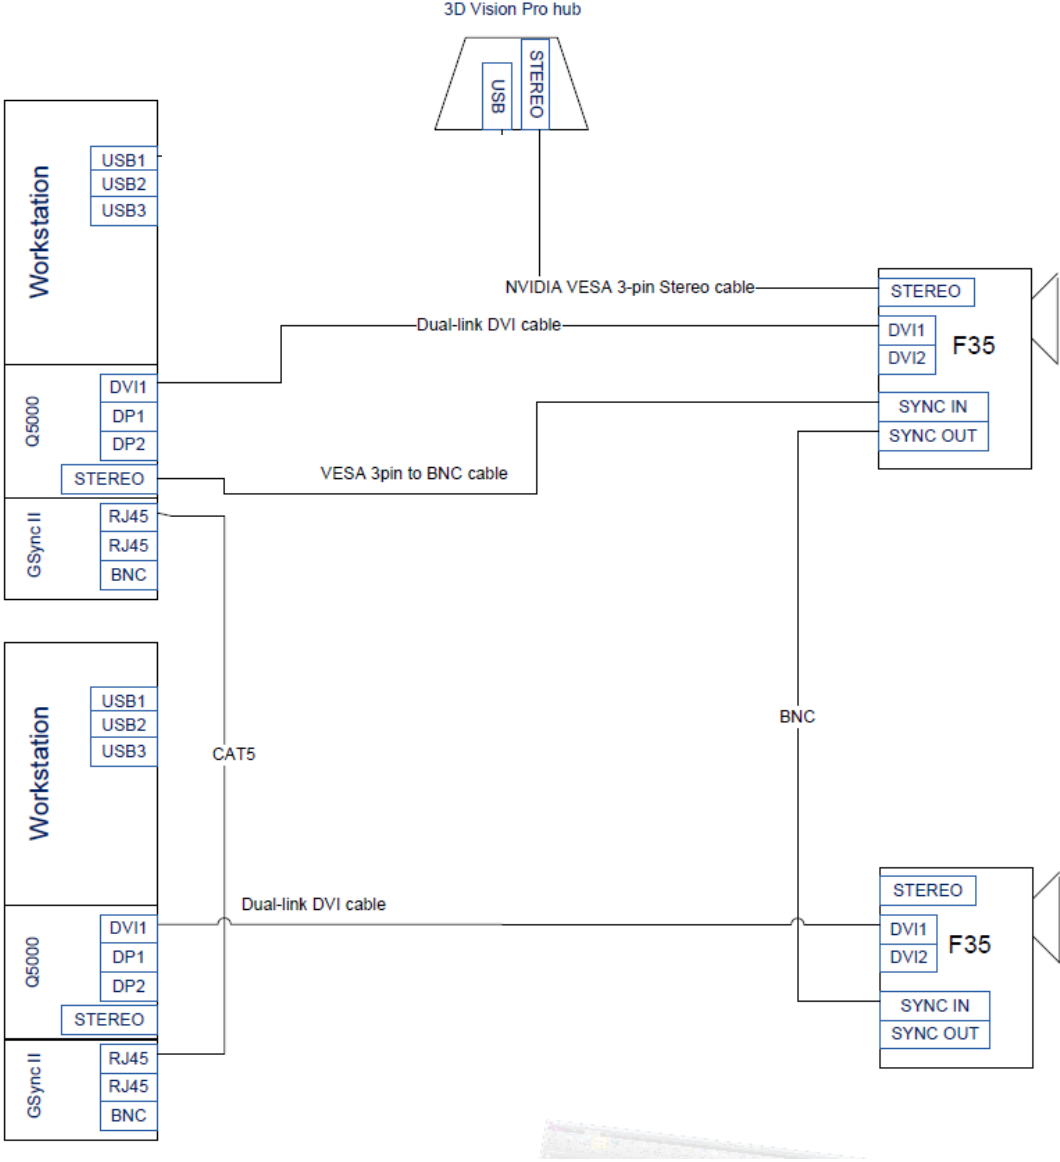 3D Vision Pro hub
USB
STEREO
Workstation
USB1
USB2
USB3
NVIDIA VESA 3-pin Stereo cable
Dual-link DVI cable
STEREO
DVI1
DVI2
F35
SYNC IN
SYNC OUT
Q5000
DVI1
DP1
DP2
STEREO
VESA 3pin to BNC cable
GSync II
RJ45
RJ45
BNC
Workstation
USB1
USB2
USB3
CAT5
BNC
Dual-link DVI cable
Q5000
DVI1
DP1
DP2
STEREO
STEREO
DVI1
DVI2
F35
SYNC IN
SYNC OUT
GSync II
RJ45
RJ45
BNC